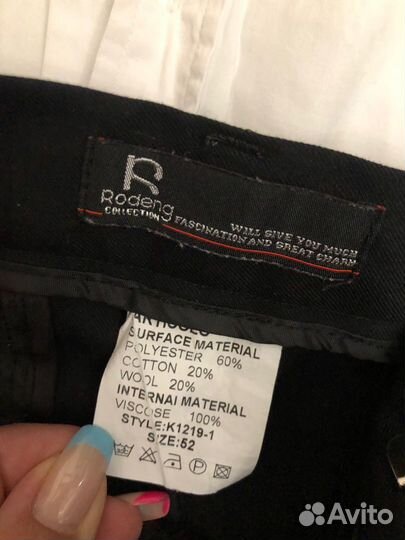 R
Rodeng
COLLECTION
WILL GIVE YOU MUCH
FASCINATION AND GREAT CHARM
SURFACE MATERIAL
POLYESTER 60%
COTTON 20%
WOOL 20%
INTERNAI MATERIAL
VISCOSE 100%
STYLE:K1219-1
SIZE:52
P
Avito